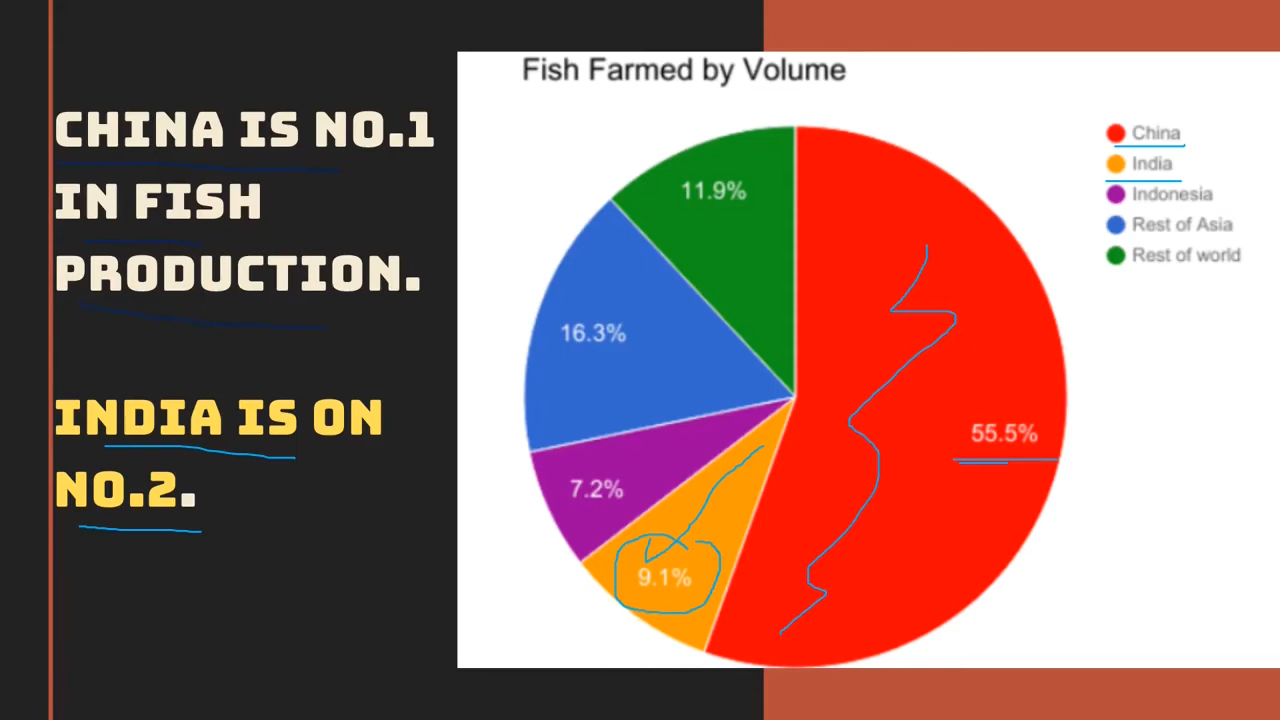 CHINA IS NO.1
IN FISH
PRODUCTION.
INDIA IS ON
NO.2.
Fish Farmed by Volume
China
India
Indonesia
Rest of Asia
Rest of world
11.9%
16.3%
7.2%
9.1%
55.5%